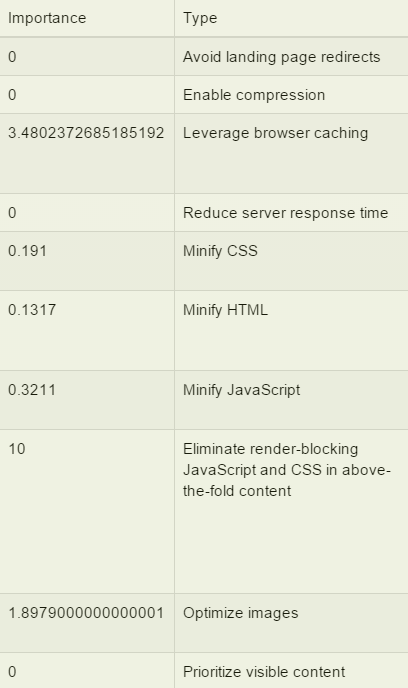 Importance Type
0 Avoid landing page redirects
0 Enable compression
3.4802372685185192 Leverage browser caching
0 Reduce server response time
0.191 Minify CSS
0.1317 Minify HTML
0.3211 Minify JavaScript
10 Eliminate render-blocking
JavaScript and CSS in above-
the-fold content
1.8979000000000001 Optimize images
0 Prioritize visible content